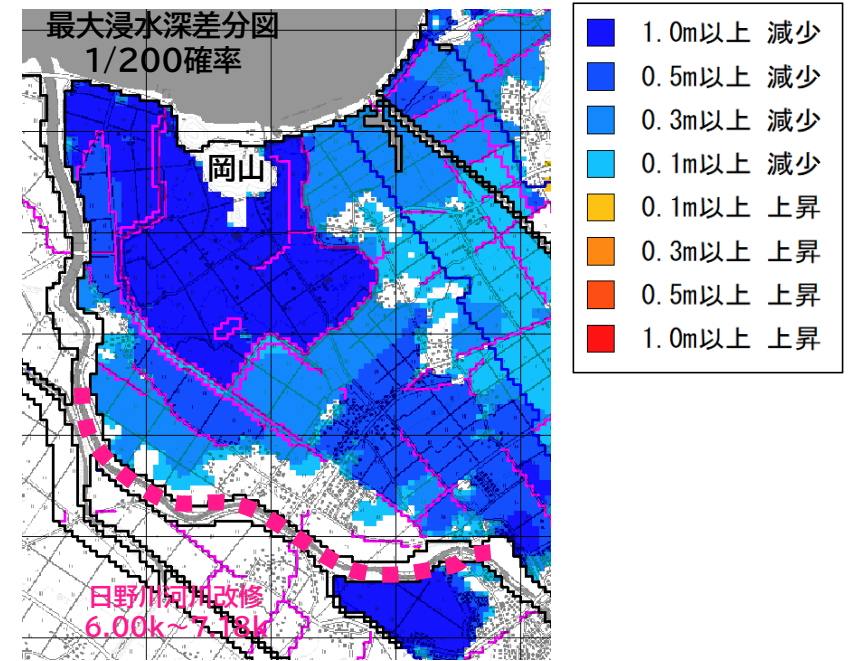 最大浸水深差分図
1/200確率
岡山
日野川河川改修
6.00k～7.18k
1.0m以上 減少
0.5m以上 減少
0.3m以上 減少
0.1m以上 減少
0.1m以上 上昇
0.3m以上 上昇
0.5m以上 上昇
1.0m以上 上昇